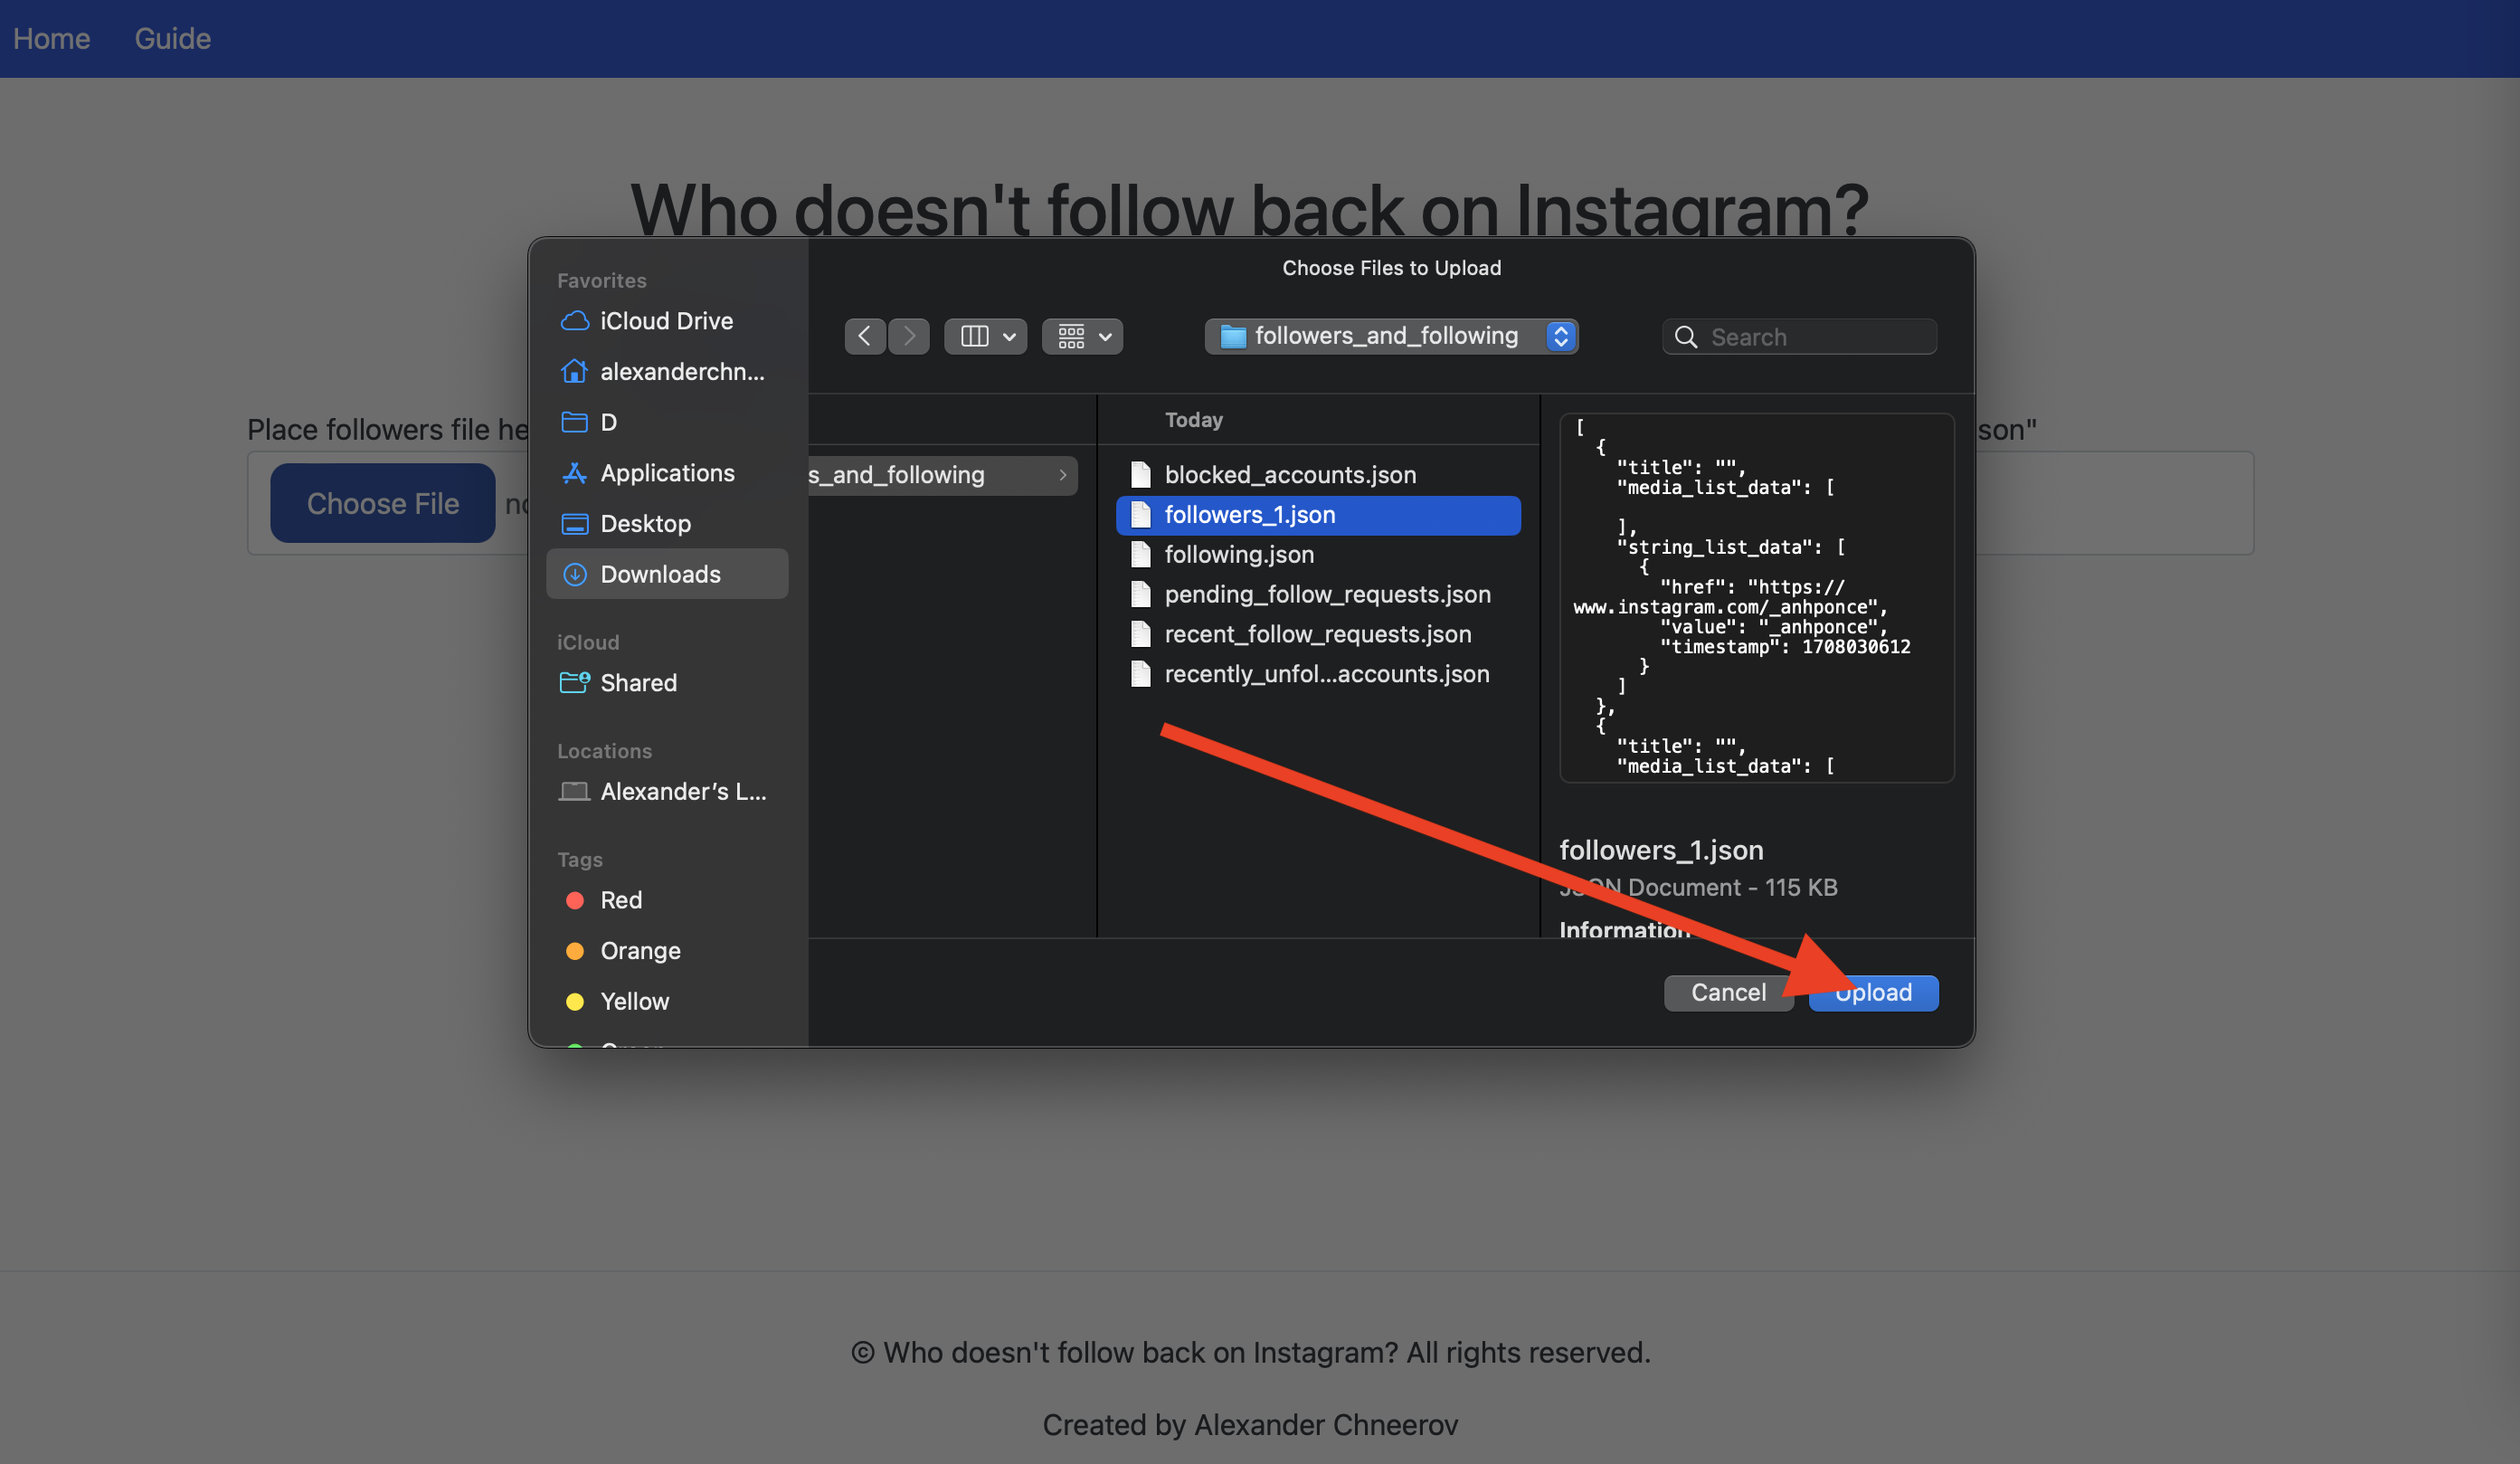 Home Guide
Who doesn't follow back on Instagram?
Place followers file he
son"
Choose File no
Choose Files to Upload
Favorites
iCloud Drive
alexanderchn...
D
Applications
Desktop
Downloads
iCloud
Shared
Locations
Alexander's L...
Tags
Red
Orange
Yellow
followers_and_following
Search
s_and_following
Today
blocked_accounts.json
followers_1.json
following.json
pending_follow_requests.json
recent_follow_requests.json
recently_unfol...accounts.json
[
{
"title": "",
"media_list_data": [
],
"string_list_data": [
{
"href": "https://
www.instagram.com/_anhponce",
"value": "_anhponce",
"timestamp": 1708030612
}
]
},
{
"title": "",
"media_list_data": [
followers_1.json
JSON Document - 115 KB
Information
Cancel Upload
© Who doesn't follow back on Instagram? All rights reserved.
Created by Alexander Chneerov